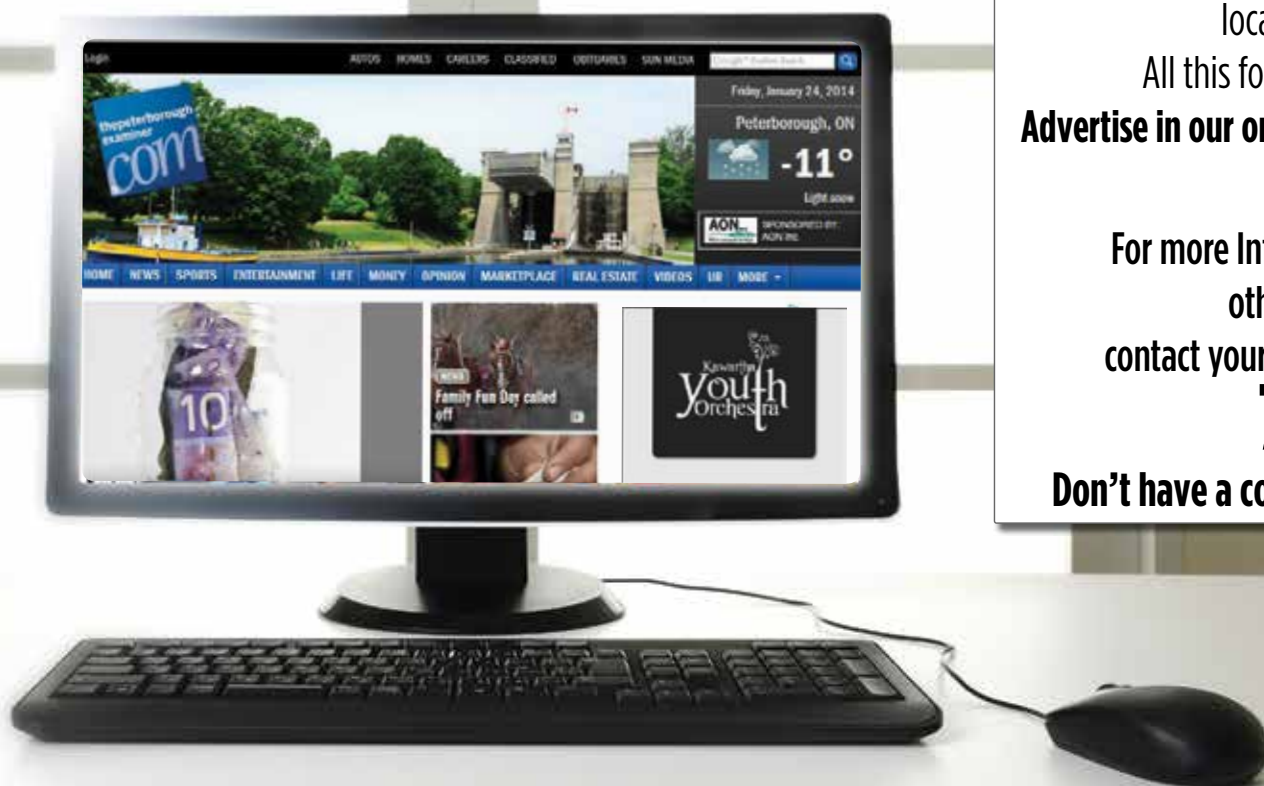 Login
AUTOS HOMES CAREERS CLASSIFIED OBITUARIES SUN MEDIA
thepeterborough
examiner
com
Friday, January 24, 2014
Peterborough, ON
-11°
Light snow
AON
SPONSORED BY:
AON INC.
HOME NEWS SPORTS ENTERTAINMENT LIFE MONEY OPINION MARKETPLACE REAL ESTATE VIDEOS UR MORE
10
NEWS
Family Fun Day called
off
Kawartha
Youth
Orchestra
loca
All this fo
Advertise in our o
For more In
oth
contact your
Don't have a co